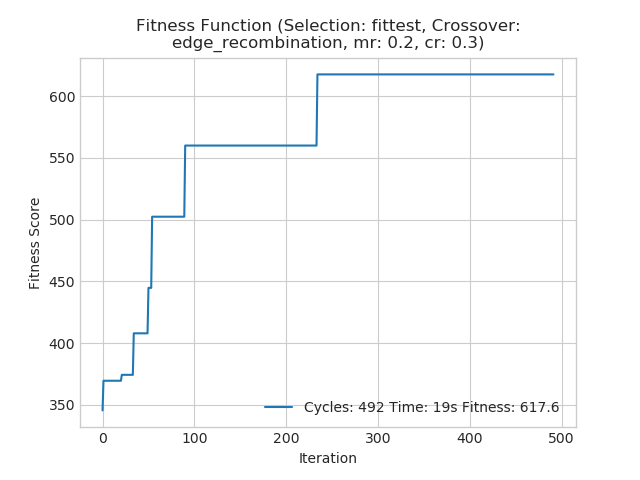 Fitness Function (Selection: fittest, Crossover:
edge_recombination, mr: 0.2, cr: 0.3)
Fitness Score
600
550
500
450
400
350
Cycles: 492 Time: 19s Fitness: 617.6
0 100 200 300 400 500
Iteration